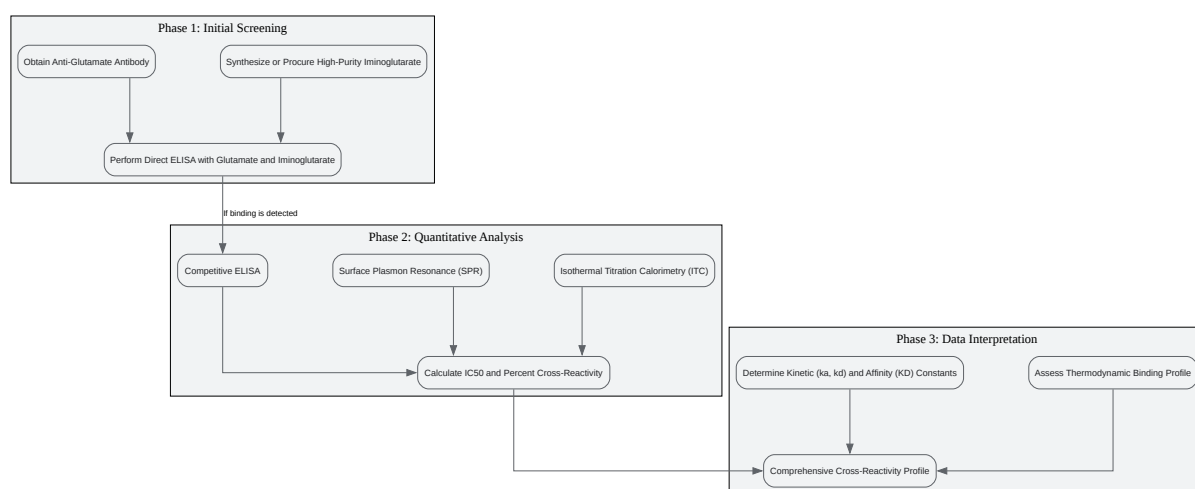 Phase 1: Initial Screening
Obtain Anti-Glutamate Antibody
Synthesize or Procure High-Purity Iminoglutarate
Perform Direct ELISA with Glutamate and Iminoglutarate
If binding is detected
Phase 2: Quantitative Analysis
Competitive ELISA
Surface Plasmon Resonance (SPR)
Isothermal Titration Calorimetry (ITC)
Calculate IC50 and Percent Cross-Reactivity
Phase 3: Data Interpretation
Determine Kinetic (ka, kd) and Affinity (KD) Constants
Assess Thermodynamic Binding Profile
Comprehensive Cross-Reactivity Profile